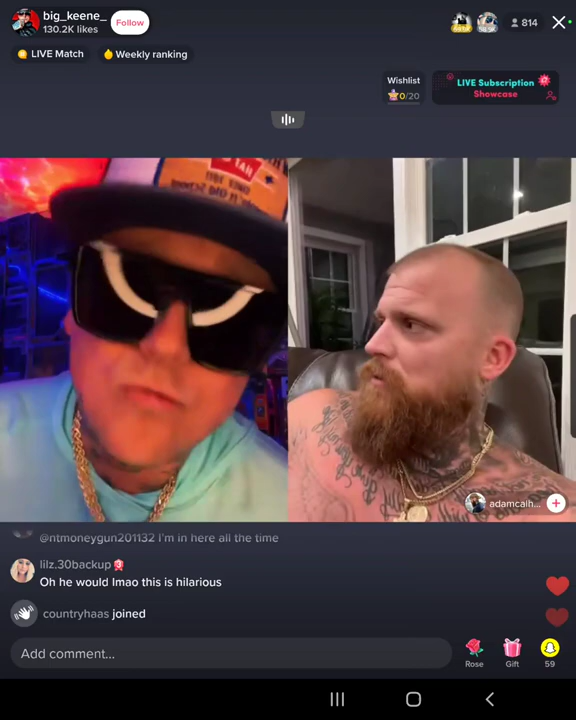 big_keene_
130.2K likes
Follow
814
LIVE Match
Weekly ranking
Wishlist
0/20
LIVE Subscription
Showcase
adamcalh...
@ntmoneygun201132 I'm in here all the time
lilz.30backup
Oh he would lmao this is hilarious
countryhaas joined
Add comment...
Rose
Gift
59